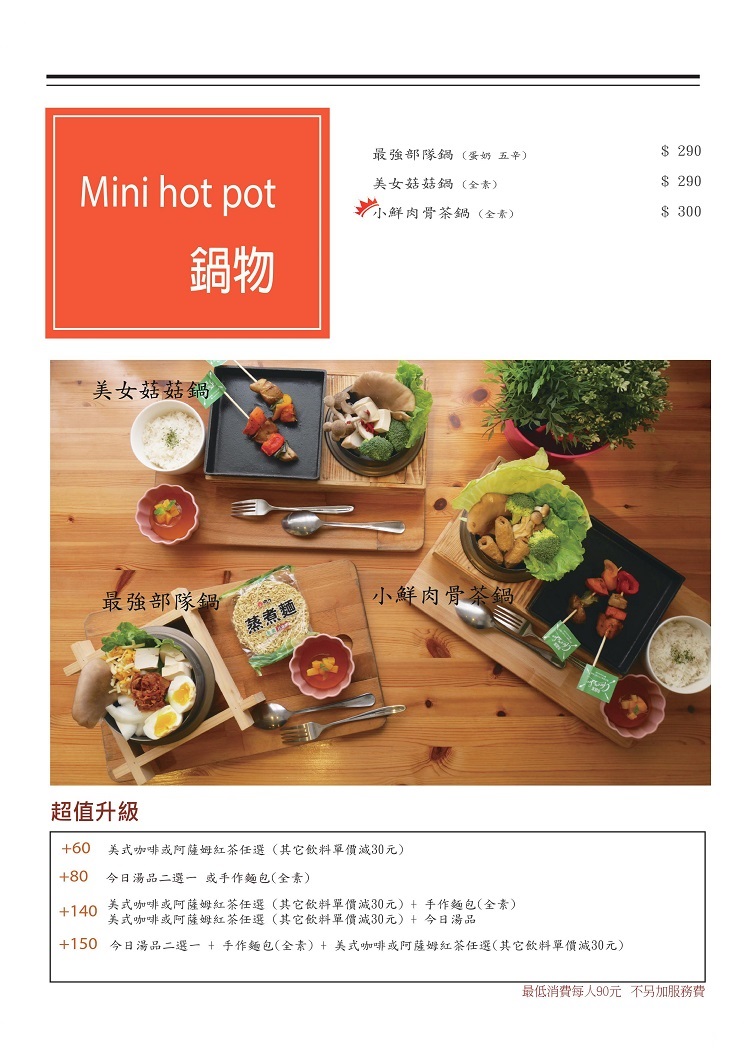 Mini hot pot
鍋物
最強部隊鍋（蛋奶 五辛） $ 290
美女菇菇鍋（全素） $ 290
小鮮肉骨茶鍋（全素） $ 300
美女菇菇鍋
最強部隊鍋
蒸煮麵
小鮮肉骨茶鍋
超值升級
+60 美式咖啡或阿薩姆紅茶任選（其它飲料單價減30元）
+80 今日湯品二選一 或手作麵包(全素)
+140 美式咖啡或阿薩姆紅茶任選（其它飲料單價減30元）+ 手作麵包(全素)
美式咖啡或阿薩姆紅茶任選（其它飲料單價減30元）+ 今日湯品
+150 今日湯品二選一 + 手作麵包(全素) + 美式咖啡或阿薩姆紅茶任選(其它飲料單價減30元)
最低消費每人90元 不另加服務費